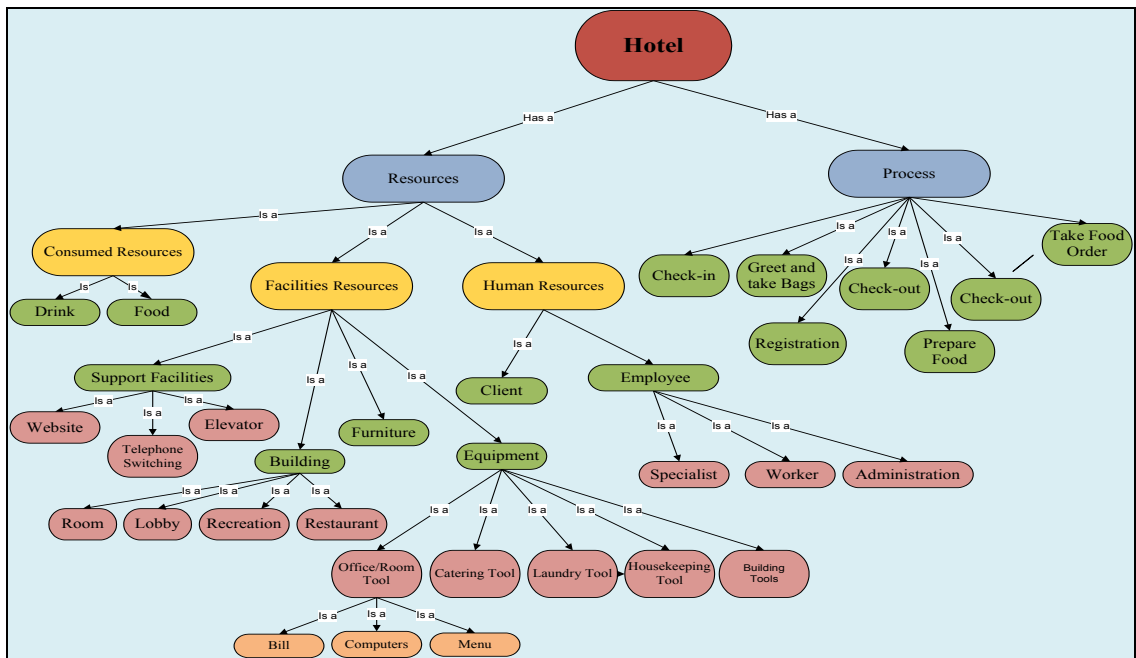 Hotel
Has a
Has a
Resources
Process
Is a
Is a
Is a
Is a
Is a
Is a
Is a
Is a
Consumed Resources
Facilities Resources
Human Resources
Check-in
Greet and
take Bags
Check-out
Check-out
Take Food
Order
Registration
Prepare
Food
Is
Is
Drink
Food
Is a
Is a
Is a
Is a
Support Facilities
Building
Furniture
Equipment
Client
Employee
Is a
Is a
Is a
Website
Telephone
Switching
Elevator
Is a
Is a
Is a
Specialist
Worker
Administration
Is a
Is a
Is a
Is a
Room
Lobby
Recreation
Restaurant
Is a
Is a
Is a
Is a
Is a
Office/Room
Tool
Catering Tool
Laundry Tool
Housekeeping
Tool
Building
Tools
Is a
Is a
Is a
Bill
Computers
Menu